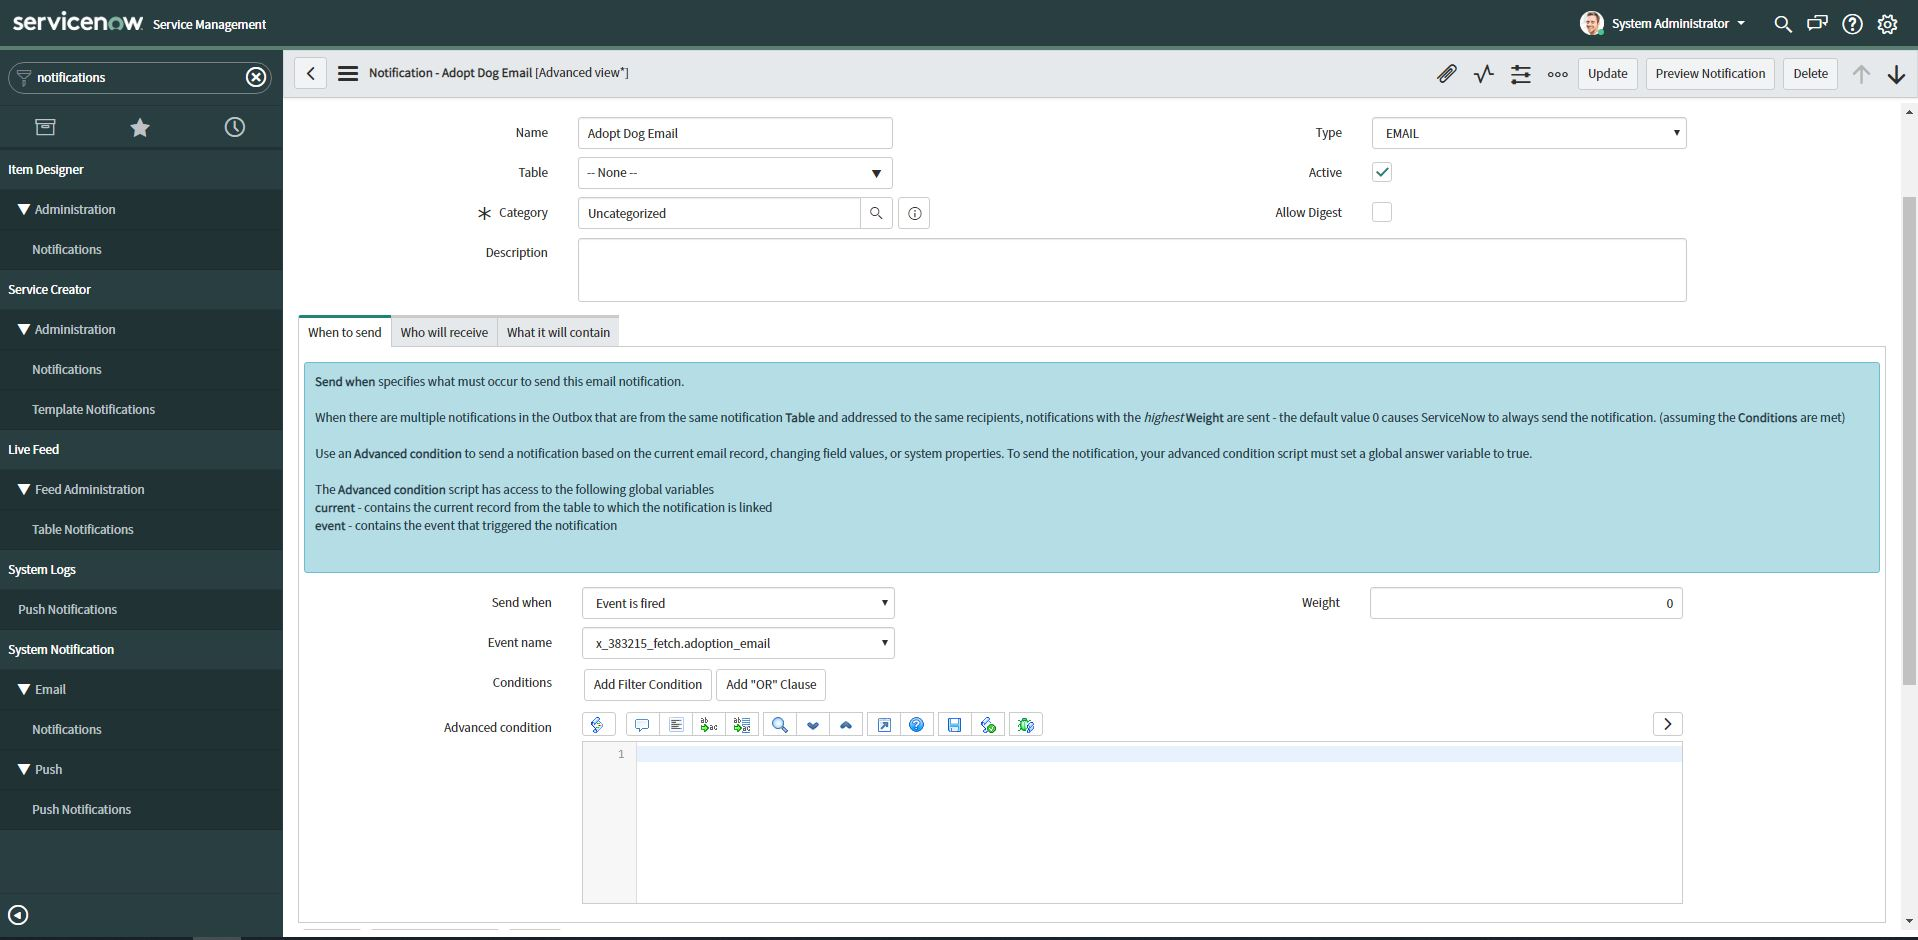 servicenow Service Management
System Administrator
notifications
Item Designer
Administration
Notifications
Service Creator
Administration
Notifications
Template Notifications
Live Feed
Feed Administration
Table Notifications
System Logs
Push Notifications
System Notification
Email
Notifications
Push
Push Notifications
Notification - Adopt Dog Email [Advanced view*]
Update Preview Notification Delete
Name Adopt Dog Email Type EMAIL
Table -- None -- Active
* Category Uncategorized Allow Digest
Description
When to send Who will receive What it will contain
Send when specifies what must occur to send this email notification.
When there are multiple notifications in the Outbox that are from the same notification Table and addressed to the same recipients, notifications with the highest Weight are sent - the default value 0 causes ServiceNow to always send the notification. (assuming the Conditions are met)
Use an Advanced condition to send a notification based on the current email record, changing field values, or system properties. To send the notification, your advanced condition script must set a global answer variable to true.
The Advanced condition script has access to the following global variables
current - contains the current record from the table to which the notification is linked
event - contains the event that triggered the notification
Send when Event is fired Weight 0
Event name x_383215_fetch.adoption_email
Conditions Add Filter Condition Add "OR" Clause
Advanced condition
1